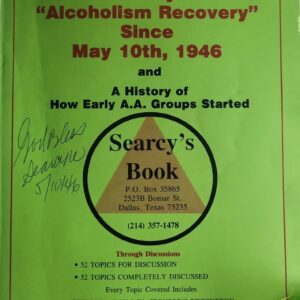 "Alcoholism Recovery"
Since
May 10th, 1946
and
A History of
How Early A.A. Groups Started
God Bless
Searcy W
5/10/46
Searcy's
Book
P.O. Box 35865
2523B Bomar St.
Dallas, Texas 75235
(214) 357-1478
Through Discussions
• 52 TOPICS FOR DISCUSSION
• 52 TOPICS COMPLETELY DISCUSSED
Every Topic Covered Includes